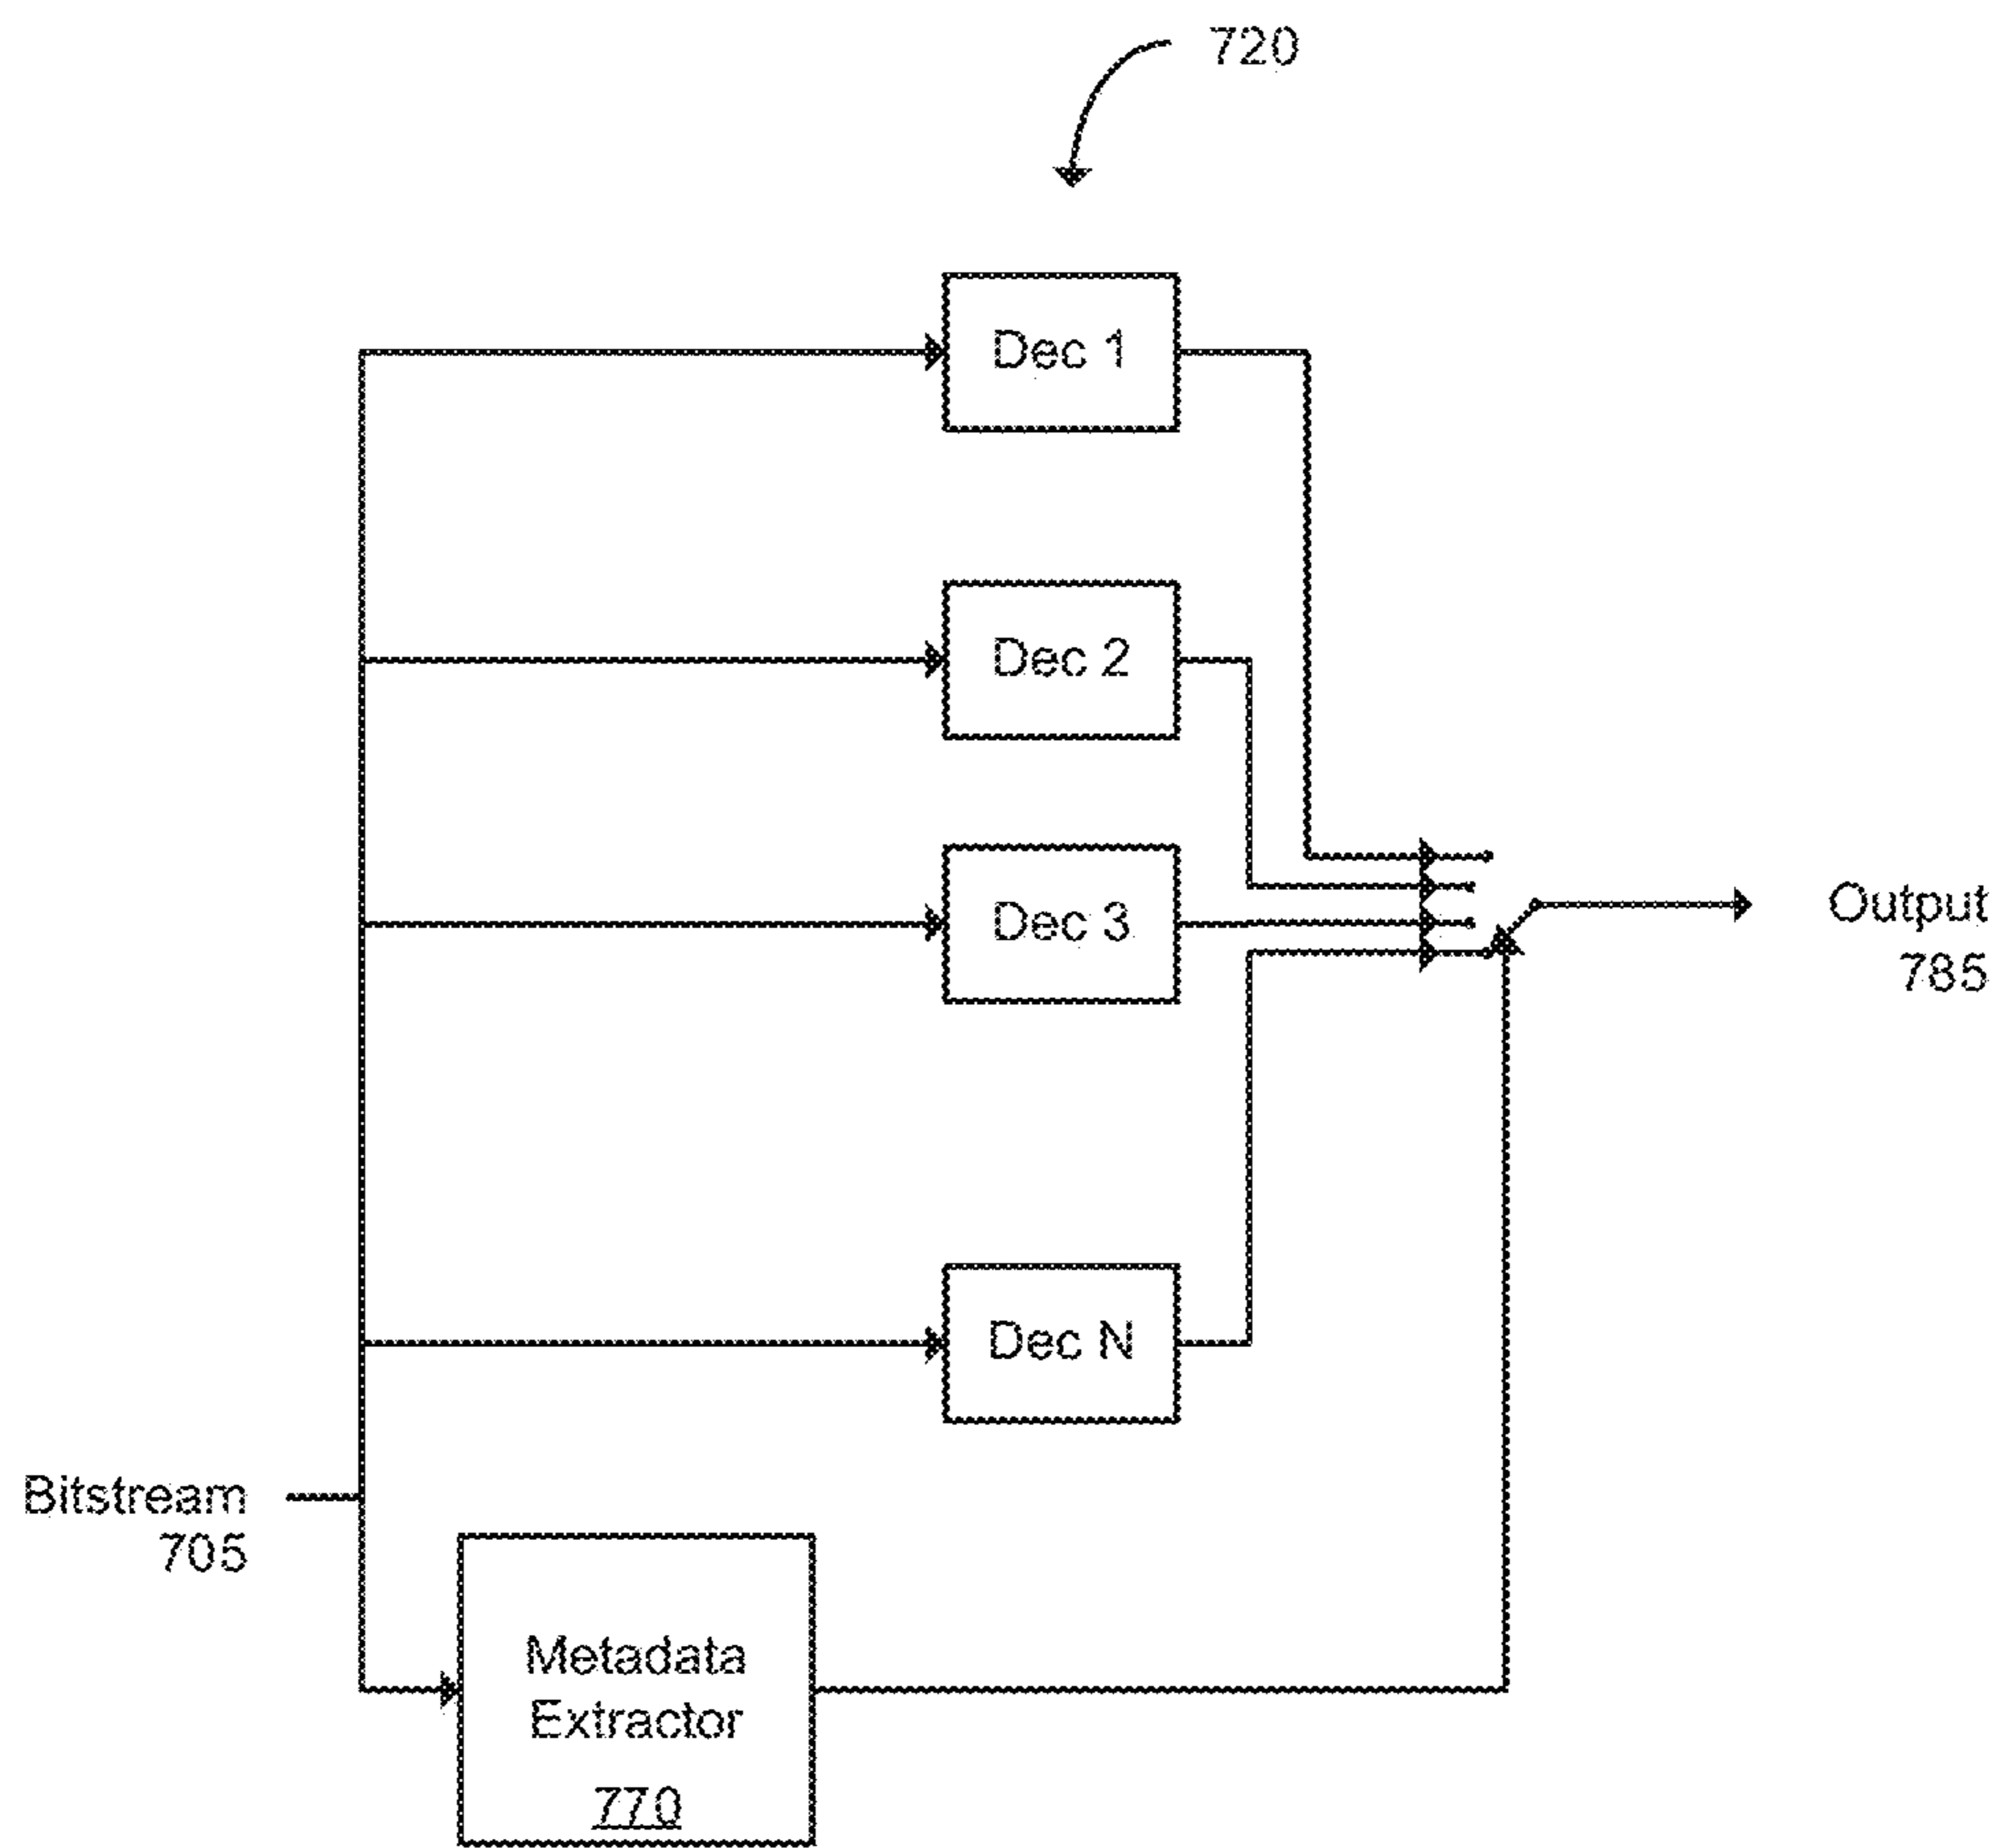 720
Dec 1
Dec 2
Dec 3
Output
785
Dec N
Bitstream
705
Metadata
Extractor
770